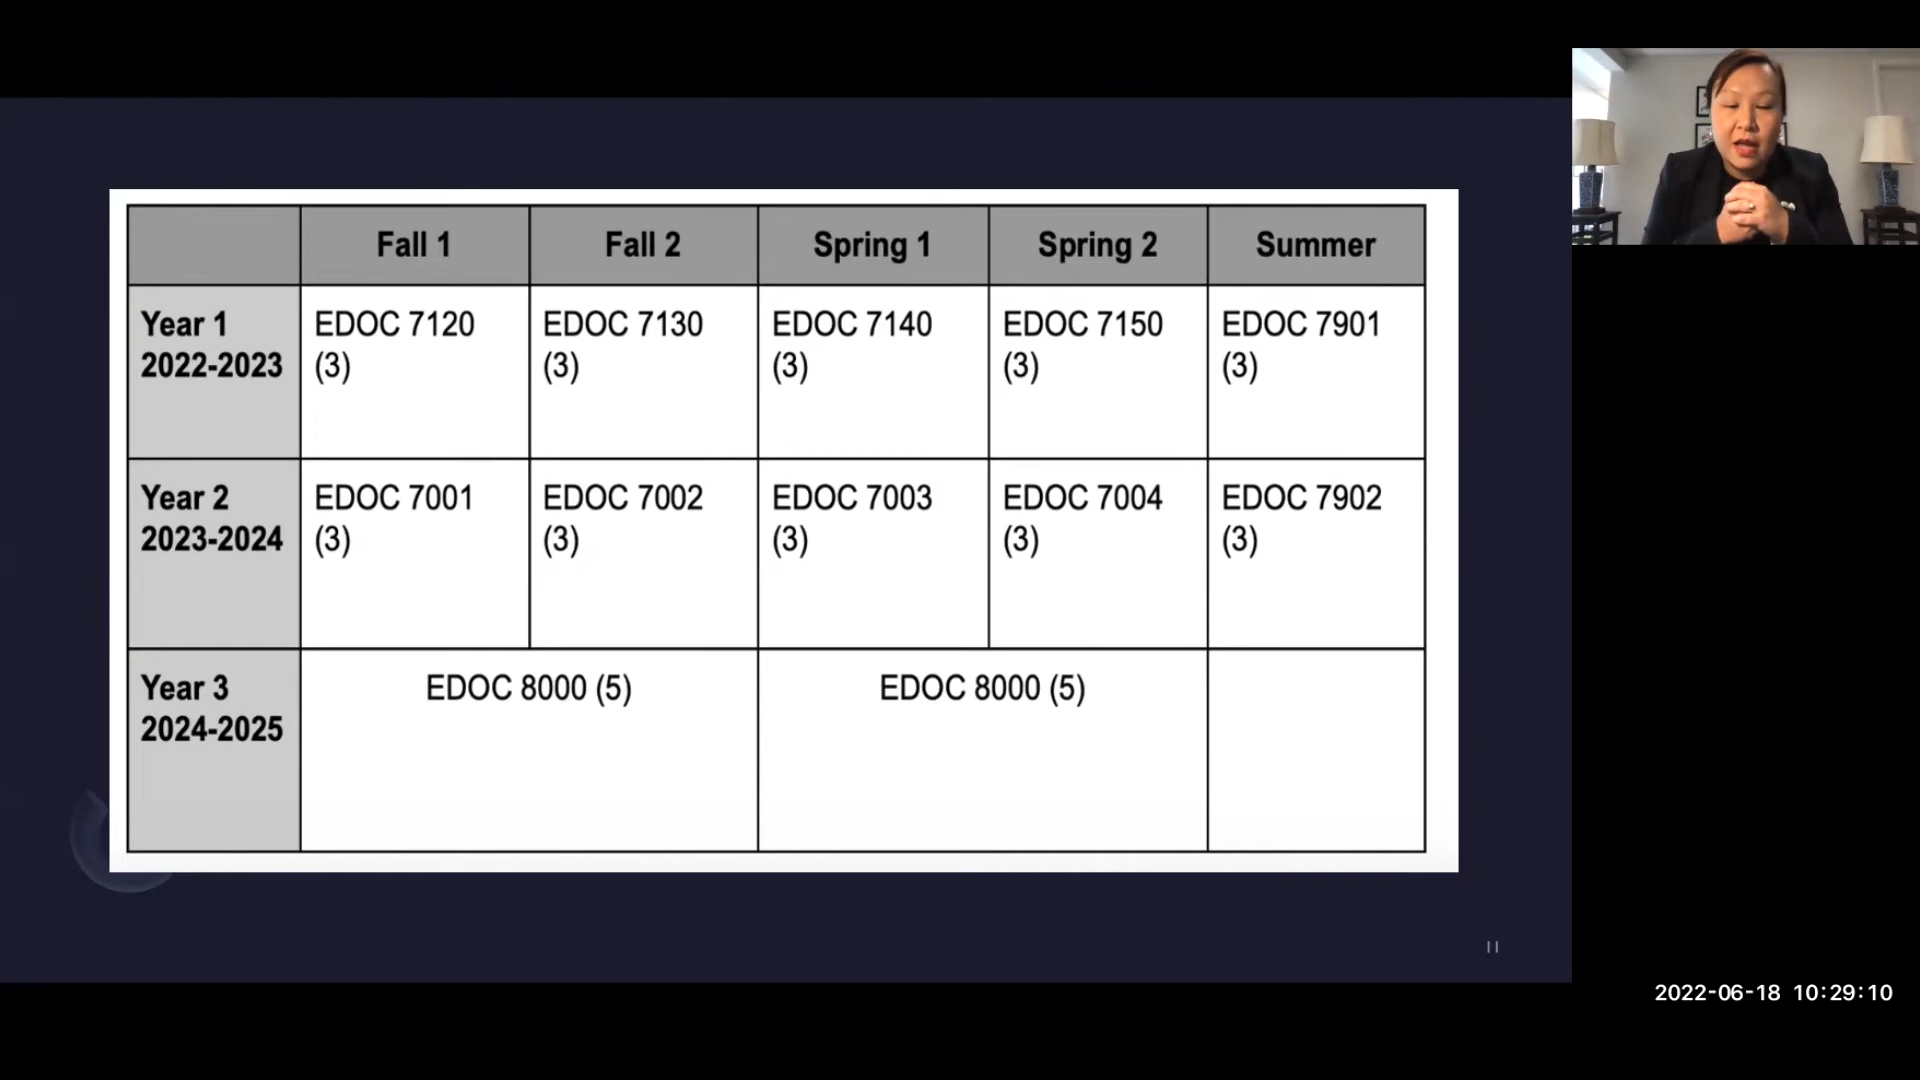 Fall 1
Fall 2
Spring 1
Spring 2
Summer
Year 1
2022-2023
EDOC 7120
(3)
EDOC 7130
(3)
EDOC 7140
(3)
EDOC 7150
(3)
EDOC 7901
(3)
Year 2
2023-2024
EDOC 7001
(3)
EDOC 7002
(3)
EDOC 7003
(3)
EDOC 7004
(3)
EDOC 7902
(3)
Year 3
2024-2025
EDOC 8000 (5)
EDOC 8000 (5)
11
2022-06-18 10:29:10